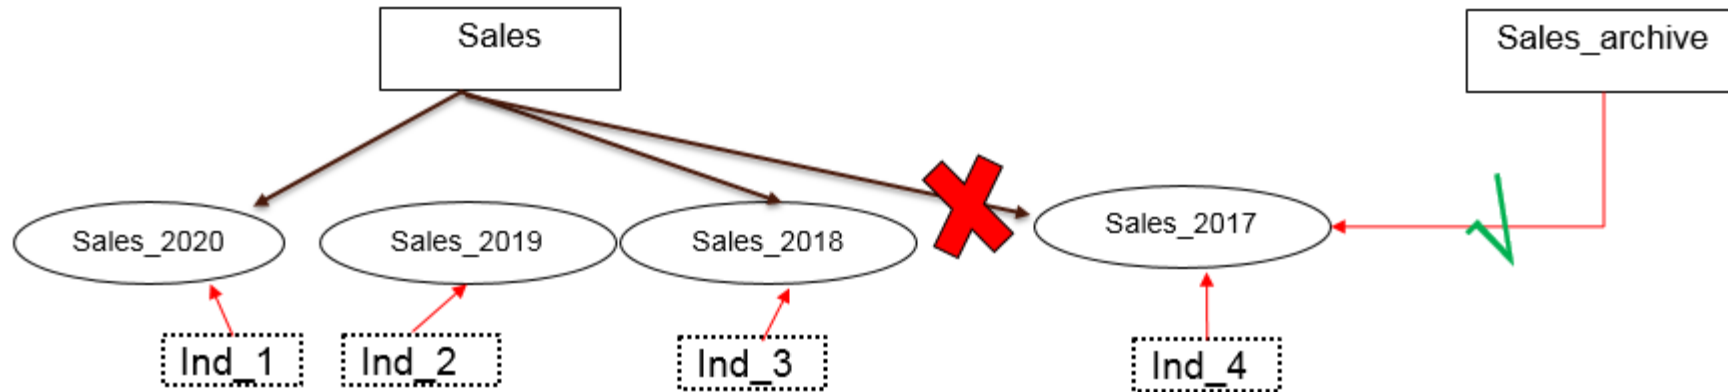 Sales
Sales_archive
Sales_2020
Sales_2019
Sales_2018
Sales_2017
Ind_1
Ind_2
Ind_3
Ind_4